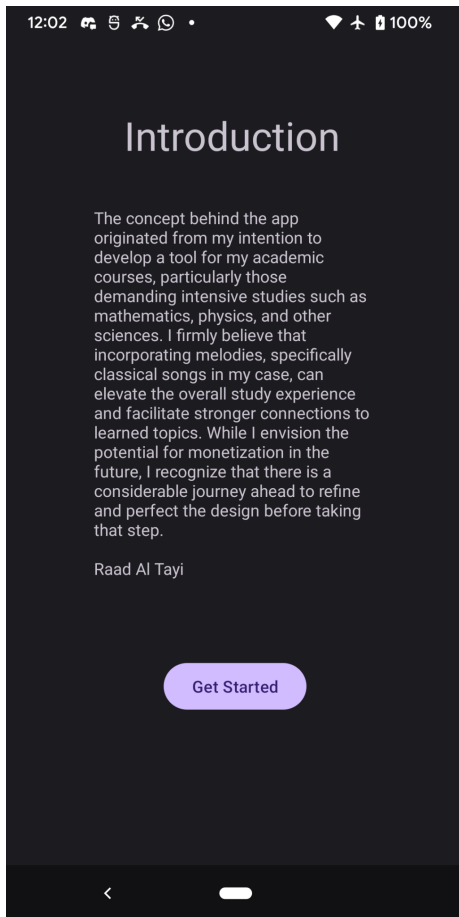 12:02
100%
Introduction
The concept behind the app
originated from my intention to
develop a tool for my academic
courses, particularly those
demanding intensive studies such as
mathematics, physics, and other
sciences. I firmly believe that
incorporating melodies, specifically
classical songs in my case, can
elevate the overall study experience
and facilitate stronger connections to
learned topics. While I envision the
potential for monetization in the
future, I recognize that there is a
considerable journey ahead to refine
and perfect the design before taking
that step.
Raad Al Tayi
Get Started